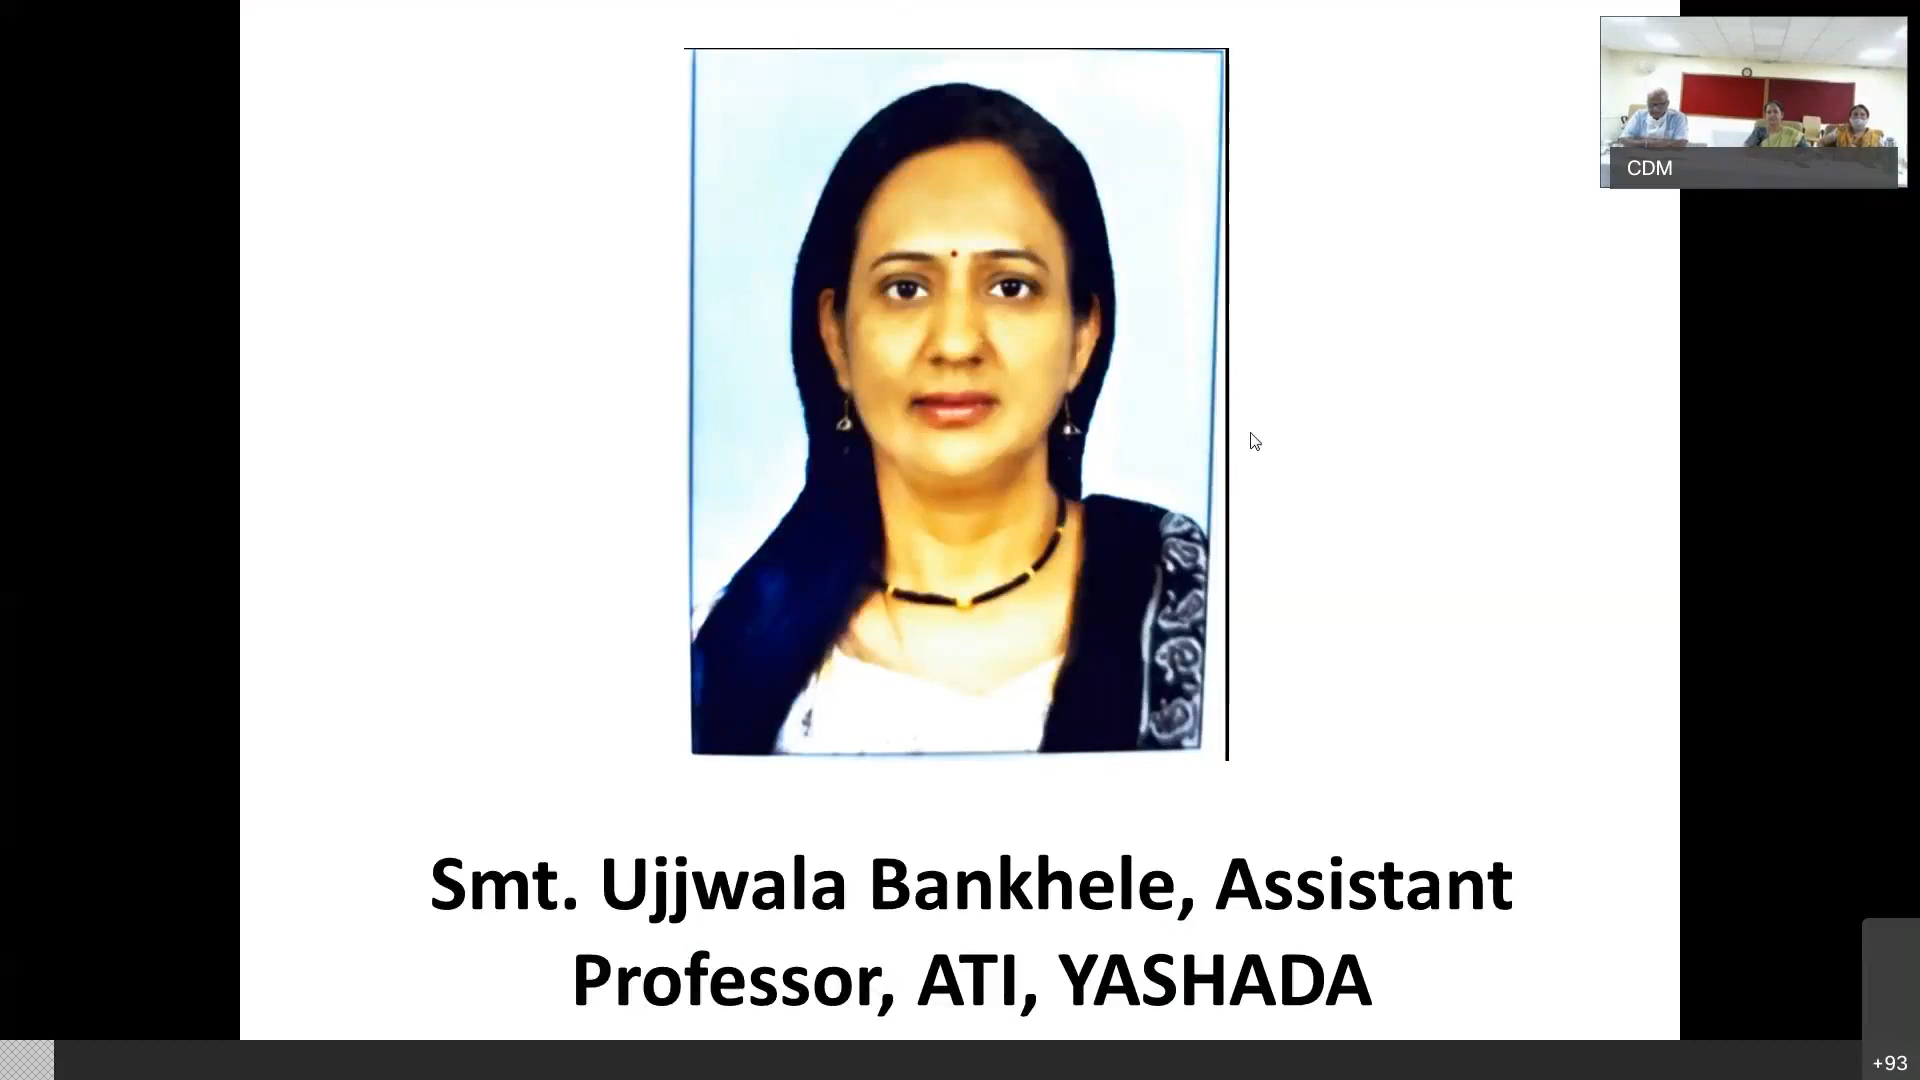 CDM
Smt. Ujjwala Bankhele, Assistant
Professor, ATI, YASHADA
+93